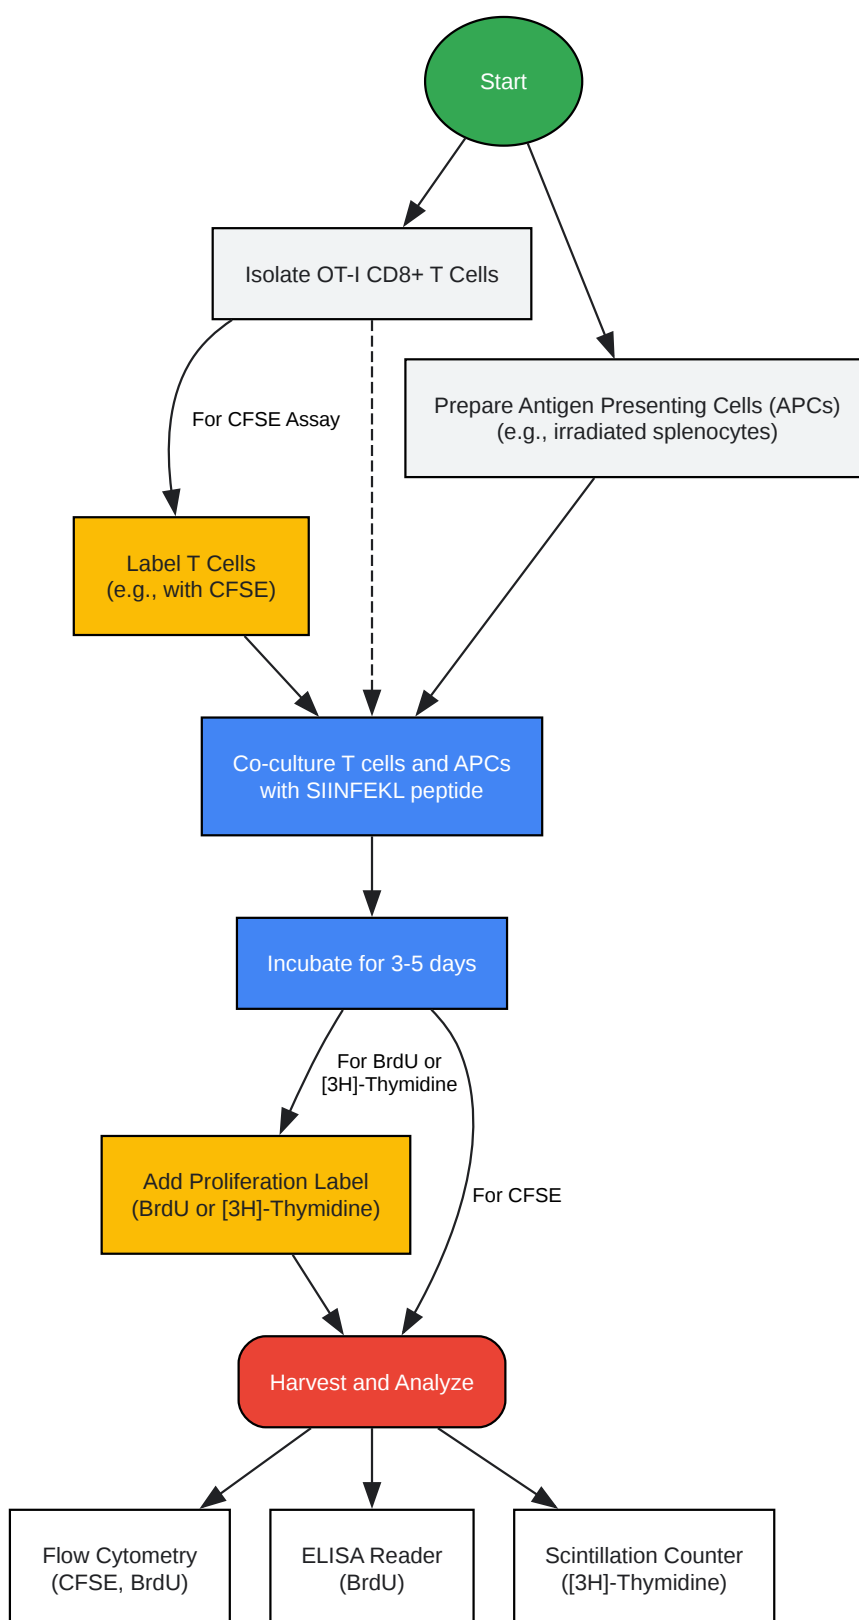 Start
Isolate OT-I CD8+ T Cells
Prepare Antigen Presenting Cells (APCs)
(e.g., irradiated splenocytes)
For CFSE Assay
Label T Cells
(e.g., with CFSE)
Co-culture T cells and APCs
with SIINFEKL peptide
Incubate for 3-5 days
For BrdU or
[3H]-Thymidine
Add Proliferation Label
(BrdU or [3H]-Thymidine)
For CFSE
Harvest and Analyze
Flow Cytometry
(CFSE, BrdU)
ELISA Reader
(BrdU)
Scintillation Counter
([3H]-Thymidine)